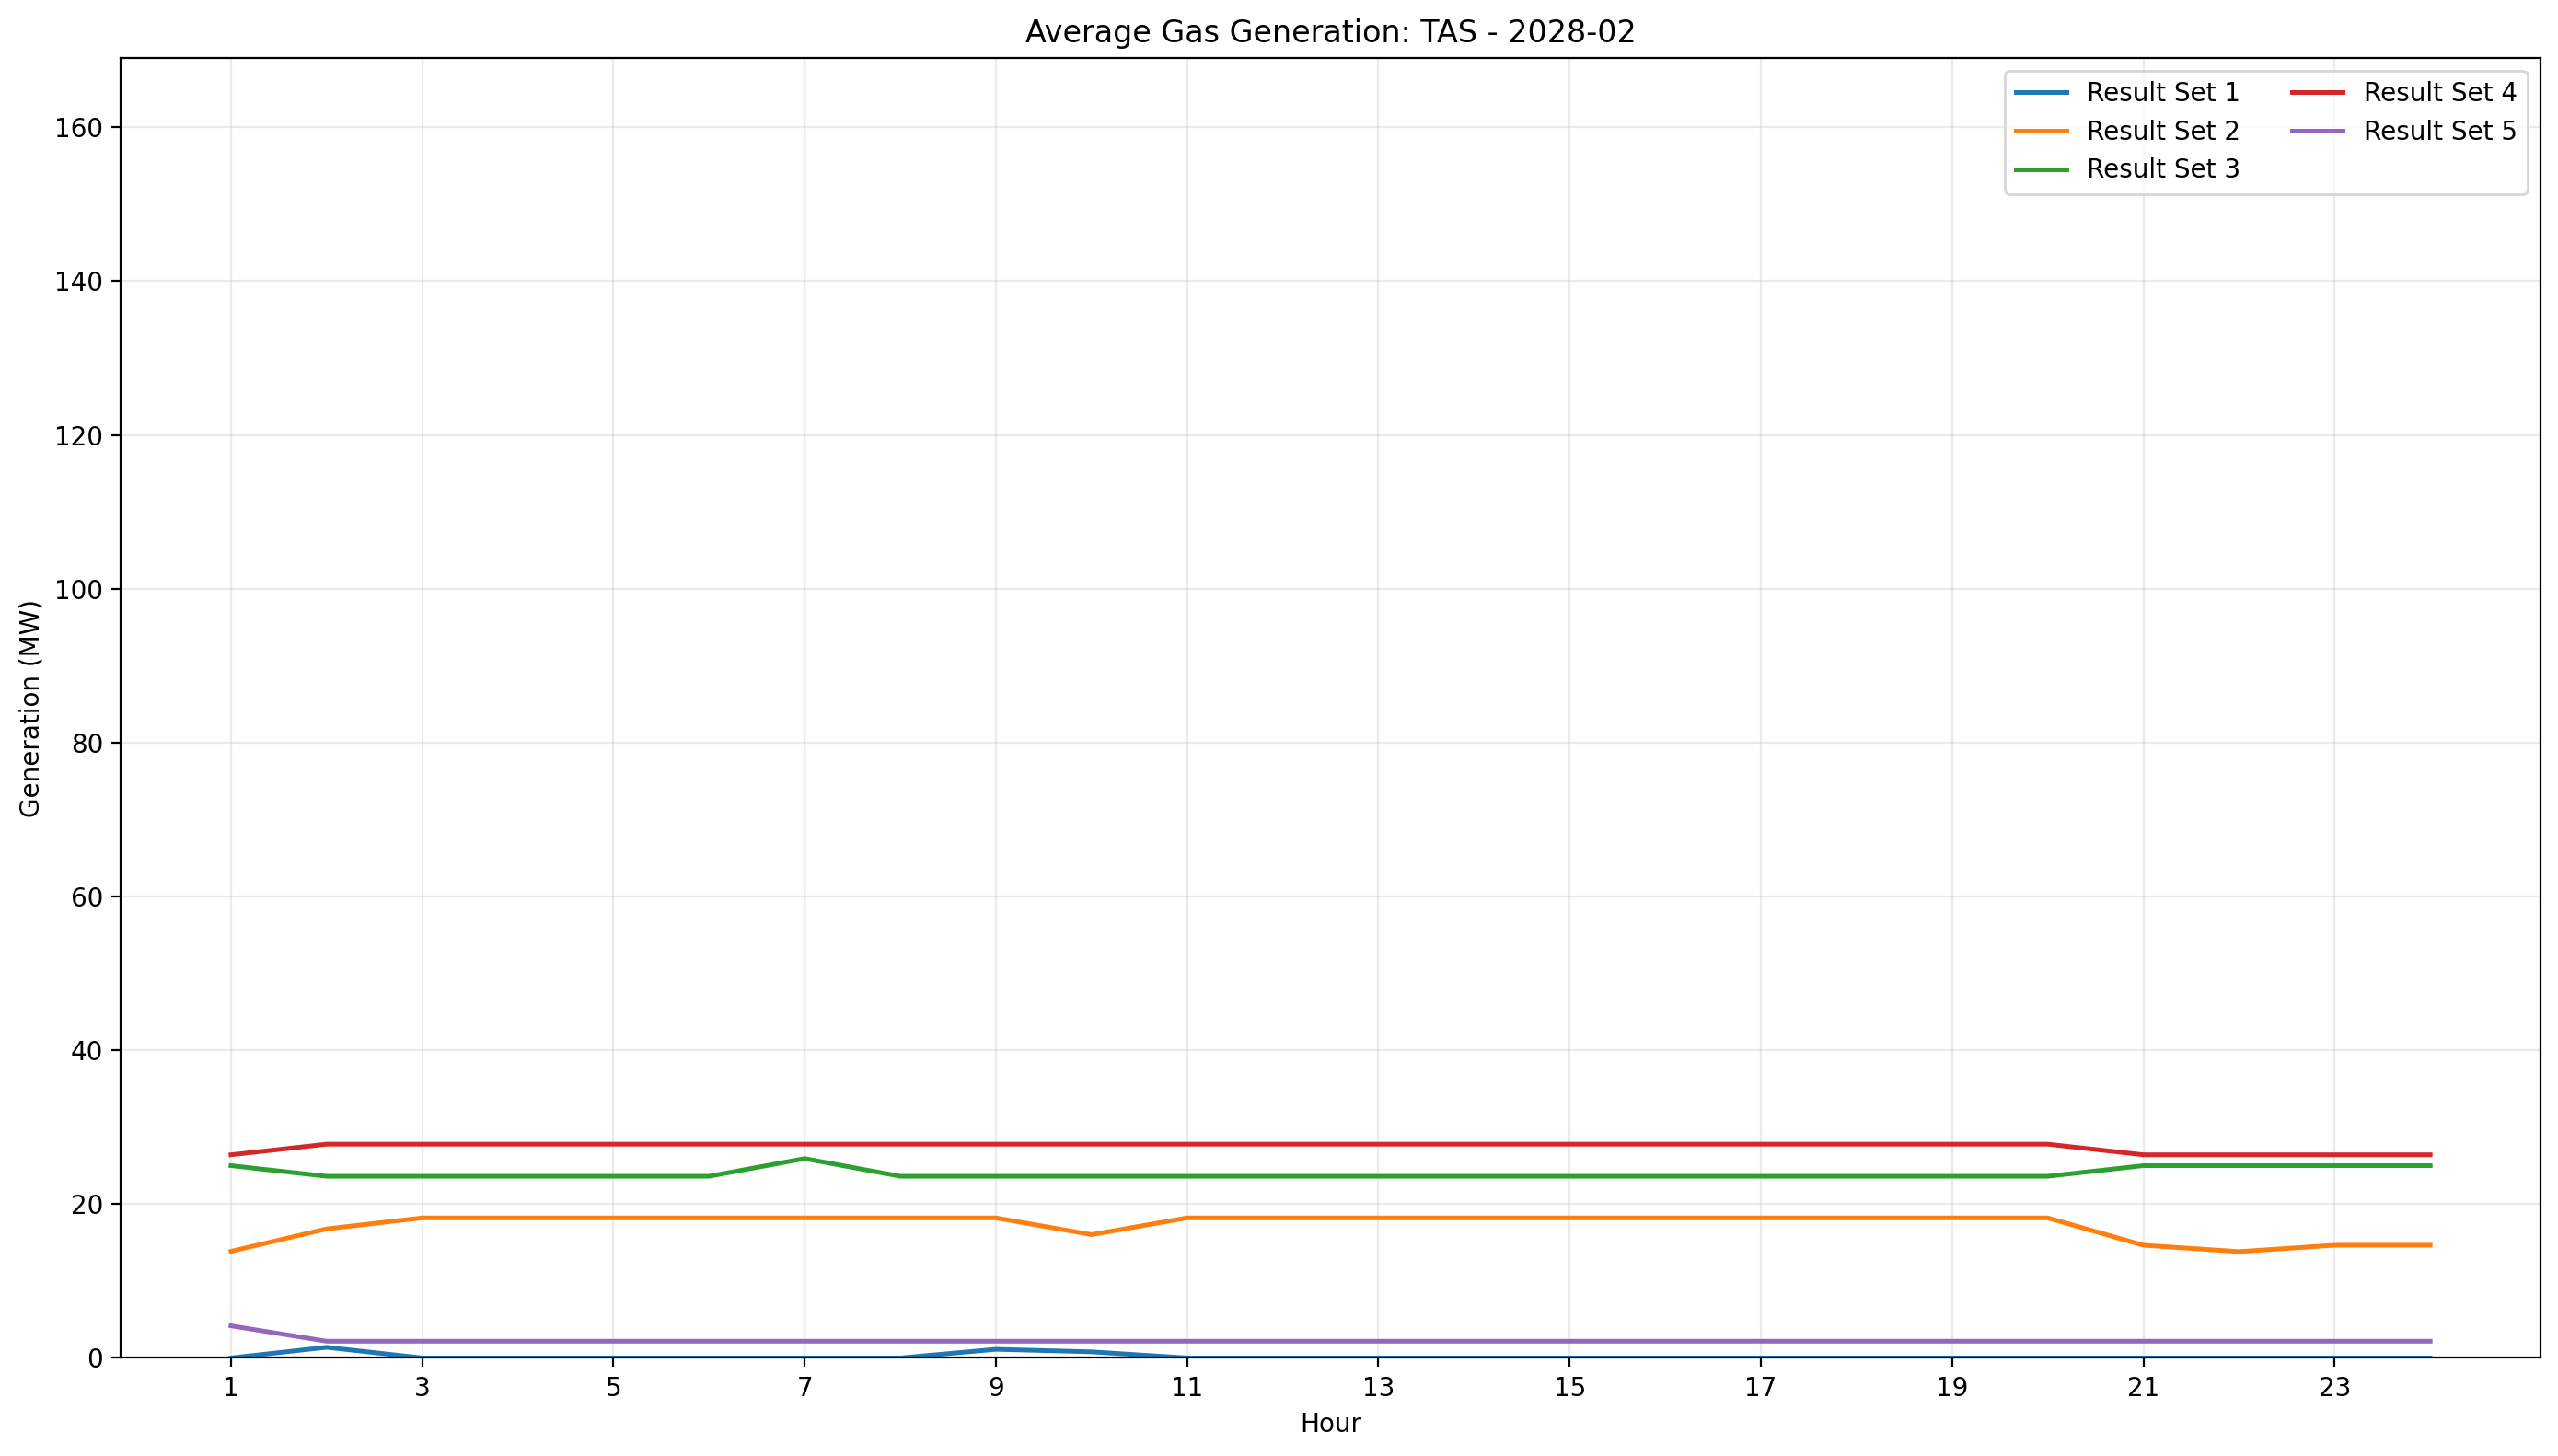 Average Gas Generation: TAS - 2028-02
Result Set 1
Result Set 2
Result Set 3
Result Set 4
Result Set 5
Generation (MW)
160
140
120
100
80
60
40
20
0
1 3 5 7 9 11 13 15 17 19 21 23
Hour